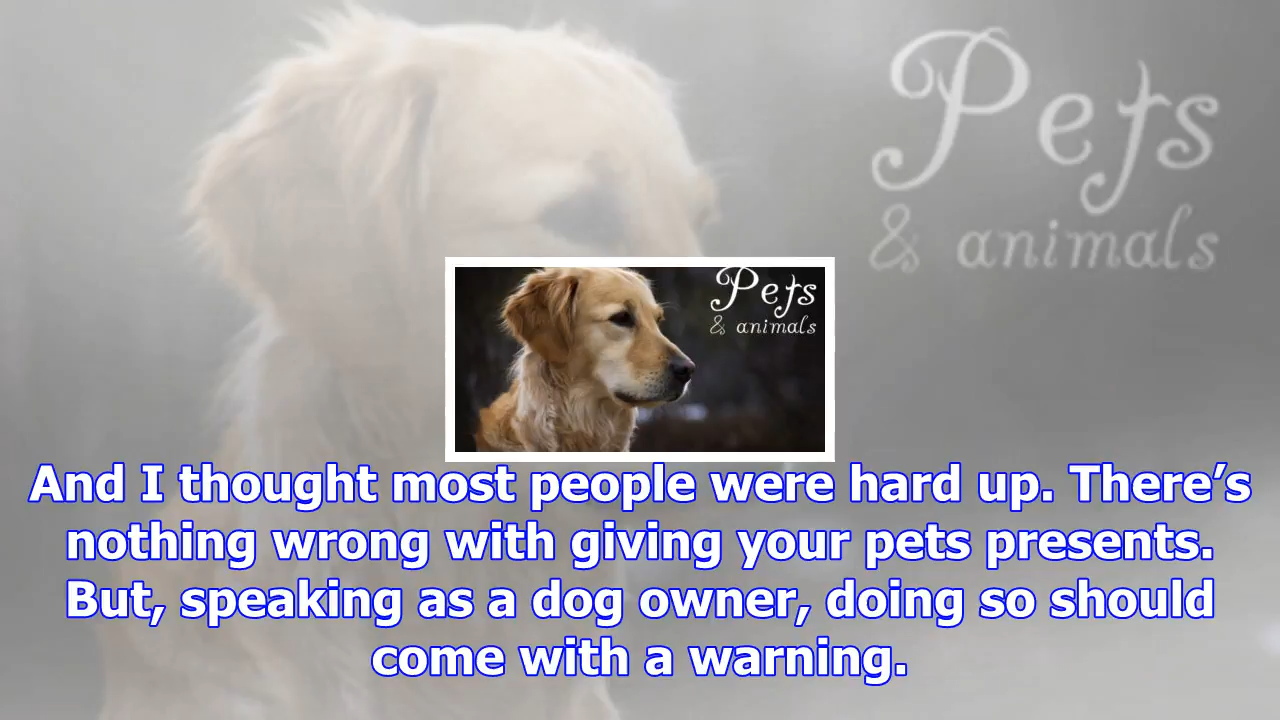 Pets
& animals
Pets
& animals
And I thought most people were hard up. There’s
nothing wrong with giving your pets presents.
But, speaking as a dog owner, doing so should
come with a warning.